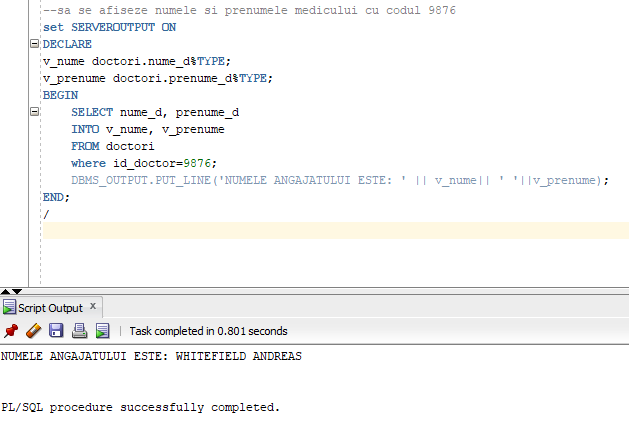 --sa se afiseze numele si prenumele medicului cu codul 9876
set SERVEROUTPUT ON
DECLARE
v_nume doctori.nume_d%TYPE;
v_prenume doctori.prenume_d%TYPE;
BEGIN
SELECT nume_d, prenume_d
INTO v_nume, v_prenume
FROM doctori
where id_doctor=9876;
DBMS_OUTPUT.PUT_LINE('NUMELE ANGAJATULUI ESTE: ' || v_nume|| ' '||v_prenume);
END;
/
Script Output x
Task completed in 0.801 seconds
NUMELE ANGAJATULUI ESTE: WHITEFIELD ANDREAS
PL/SQL procedure successfully completed.